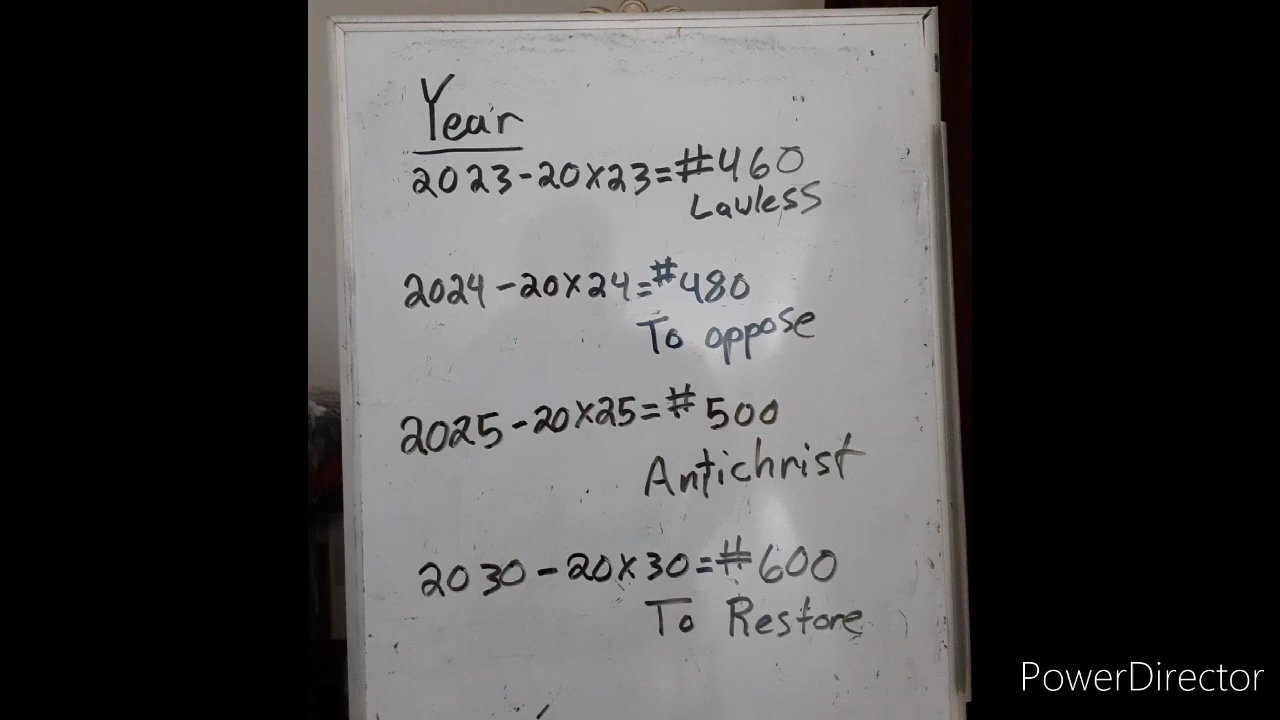 Year
2023-20x23=#460
Lawless
2024-20x24=#480
To oppose
2025-20x25=#500
Antichrist
2030-20x30=#600
To Restore
PowerDirector